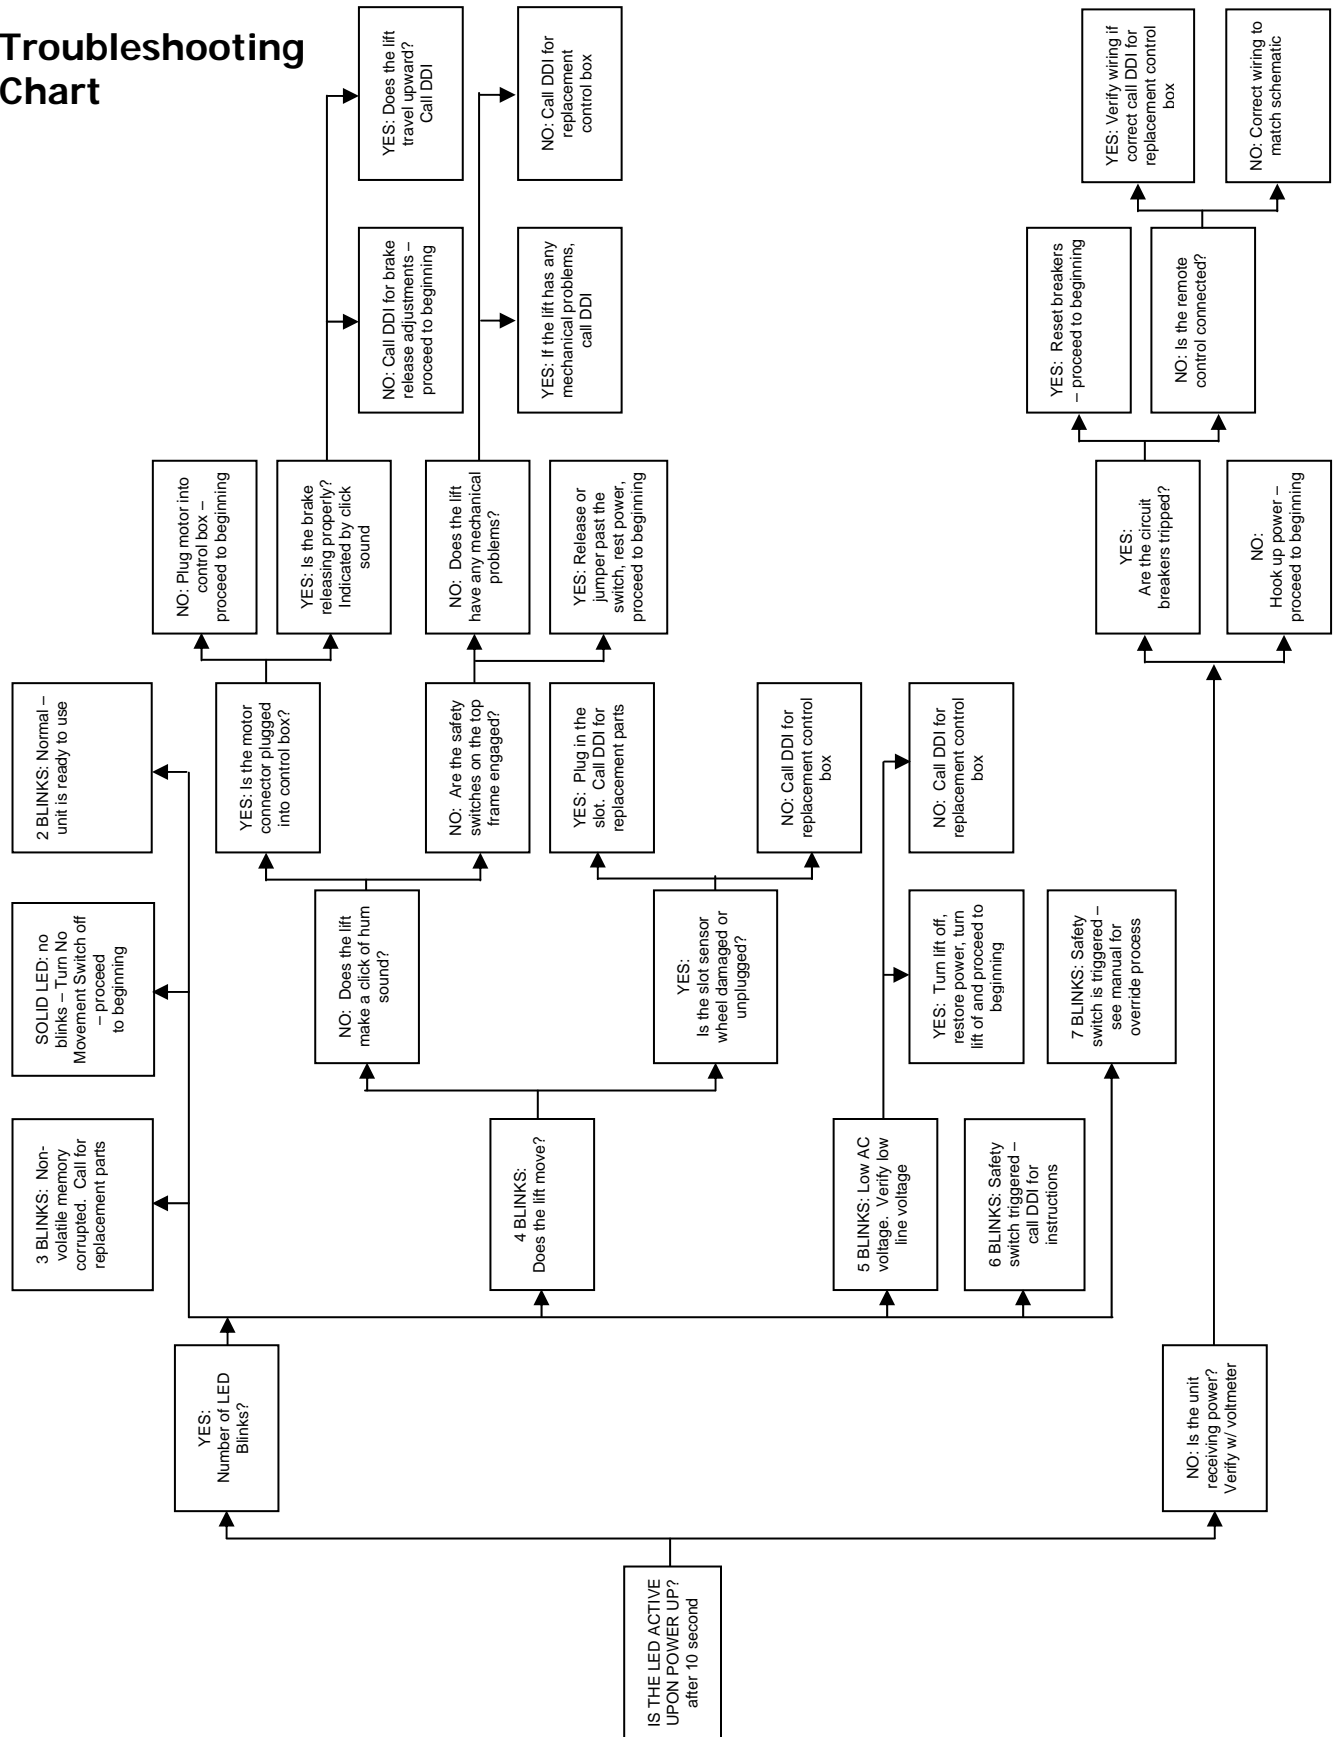 Troubleshooting
Chart
IS THE LED ACTIVE
UPON POWER UP?
after 10 second
YES:
Number of LED
Blinks?
NO: Is the unit
receiving power?
Verify w/ voltmeter
3 BLINKS: Non-
volatile memory
corrupted. Call for
replacement parts
SOLID LED: no
blinks – Turn No
Movement Switch off
– proceed
to beginning
2 BLINKS: Normal –
unit is ready to use
4 BLINKS:
Does the lift move?
5 BLINKS: Low AC
voltage. Verify low
line voltage
6 BLINKS: Safety
switch triggered –
call DDI for
instructions
7 BLINKS: Safety
switch is triggered –
see manual for
override process
NO: Does the lift
make a click of hum
sound?
YES:
Is the slot sensor
wheel damaged or
unplugged?
YES: Turn lift off,
restore power, turn
lift of and proceed to
beginning
NO: Call DDI for
replacement control
box
YES: Is the motor
connector plugged
into control box?
NO: Are the safety
switches on the top
frame engaged?
YES: Plug in the
slot. Call DDI for
replacement parts
NO: Call DDI for
replacement control
box
NO: Plug motor into
control box –
proceed to beginning
YES: Is the brake
releasing properly?
Indicated by click
sound
NO: Does the lift
have any mechanical
problems?
YES: Release or
jumper past the
switch, rest power,
proceed to beginning
NO: Call DDI for brake
release adjustments –
proceed to beginning
YES: Does the lift
travel upward?
Call DDI
YES: If the lift has any
mechanical problems,
call DDI
NO: Call DDI for
replacement
control box
YES:
Are the circuit
breakers tripped?
NO:
Hook up power –
proceed to beginning
YES: Reset breakers
– proceed to beginning
NO: Is the remote
control connected?
YES: Verify wiring if
correct call DDI for
replacement control
box
NO: Correct wiring to
match schematic